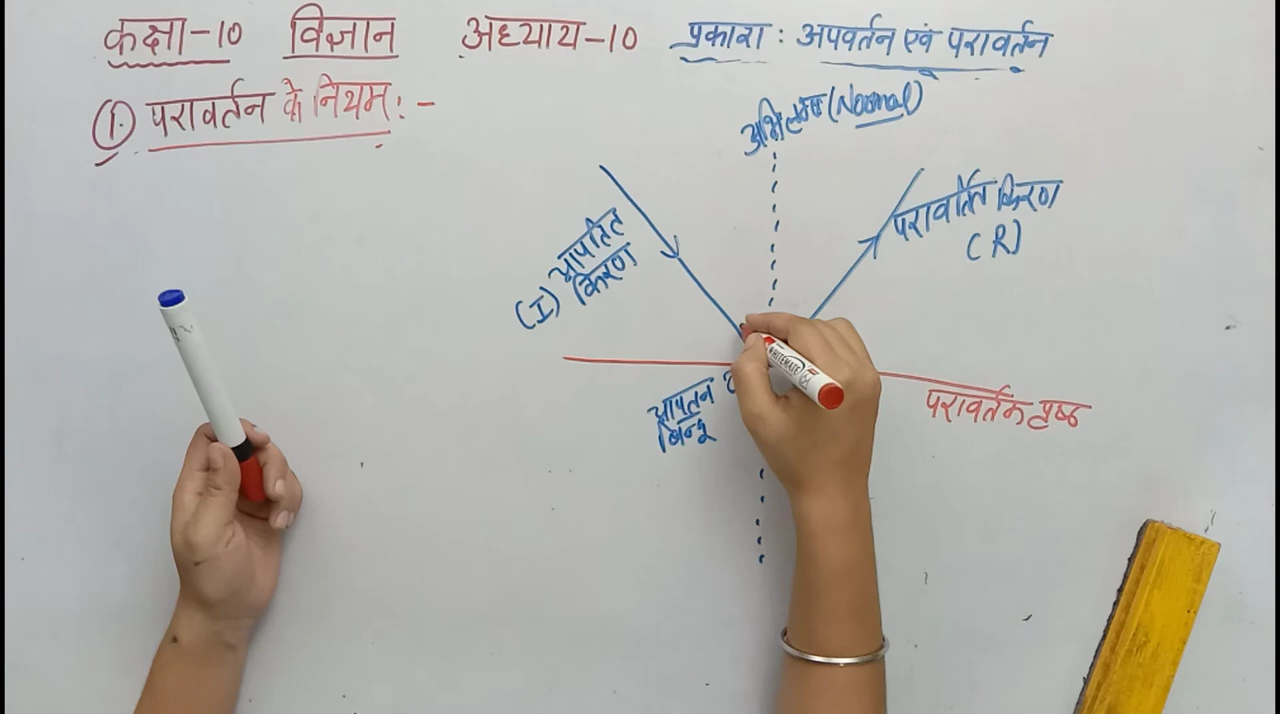 कक्षा-10 विज्ञान अध्याय-10 प्रकाश : अपवर्तन एवं परावर्तन
(1). परावर्तन के नियम :-
अभिलम्ब (Normal)
आपतित
किरण
(I)
परावर्तित किरण
(R)
आपतन
बिन्दू
परावर्तक पृष्ठ
WHITEMATE